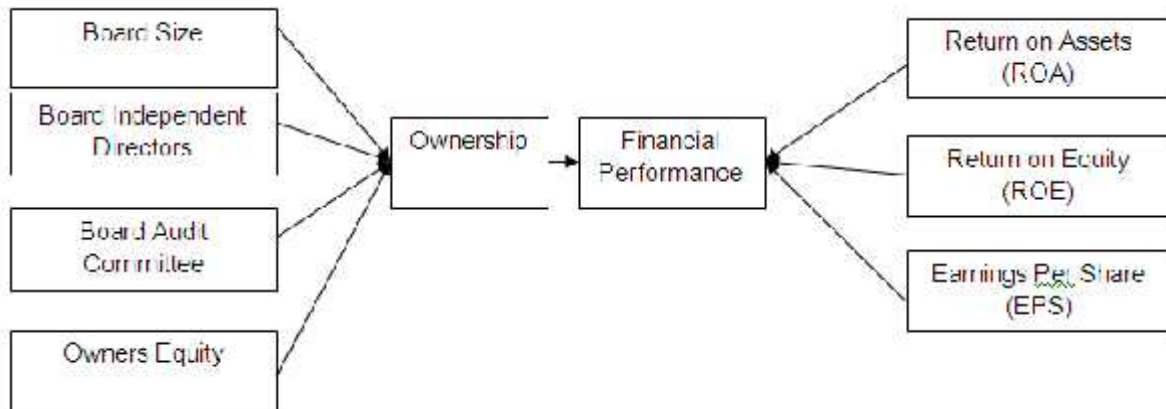 Board Size
Board Independent
Directors
Board Audit
Committee
Owners Equity
Ownership
Financial
Performance
Return on Assets
(ROA)
Return on Equity
(ROE)
Earnings Per Share
(EPS)